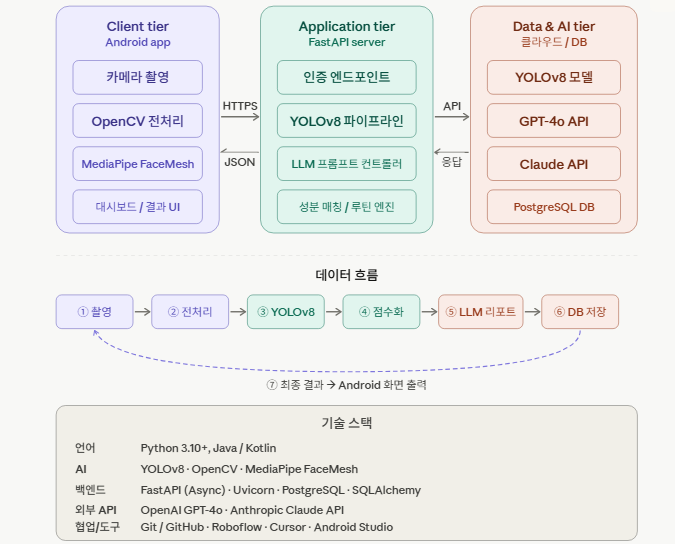 Client tier
Android app
카메라 촬영
OpenCV 전처리
MediaPipe FaceMesh
대시보드 / 결과 UI
HTTPS
JSON
Application tier
FastAPI server
인증 엔드포인트
YOLOv8 파이프라인
LLM 프롬프트 컨트롤러
성분 매칭 / 루틴 엔진
API
응답
Data & AI tier
클라우드 / DB
YOLOv8 모델
GPT-4o API
Claude API
PostgreSQL DB
데이터 흐름
① 촬영
② 전처리
③ YOLOv8
④ 점수화
⑤ LLM 리포트
⑥ DB 저장
⑦ 최종 결과 → Android 화면 출력
기술 스택
언어 Python 3.10+, Java / Kotlin
AI YOLOv8 · OpenCV · MediaPipe FaceMesh
백엔드 FastAPI (Async) · Uvicorn · PostgreSQL · SQLAlchemy
외부 API OpenAI GPT-4o · Anthropic Claude API
협업/도구 Git / GitHub · Roboflow · Cursor · Android Studio